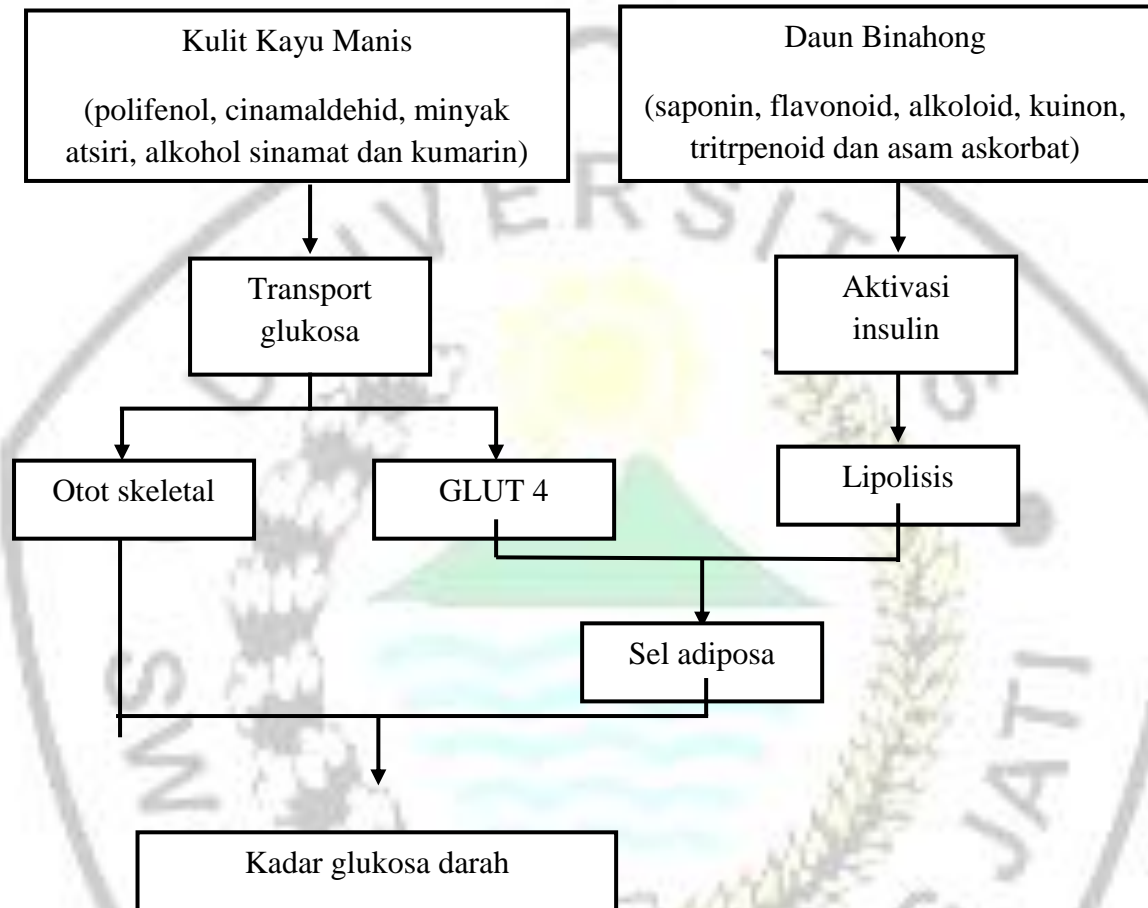 Kulit Kayu Manis
(polifenol, cinamaldehid, minyak
atsiri, alkohol sinamat dan kumarin)
Daun Binahong
(saponin, flavonoid, alkoloid, kuinon,
tritrpenoid dan asam askorbat)
Transport
glukosa
Aktivasi
insulin
Otot skeletal
GLUT 4
Lipolisis
Sel adiposa
Kadar glukosa darah
JATI